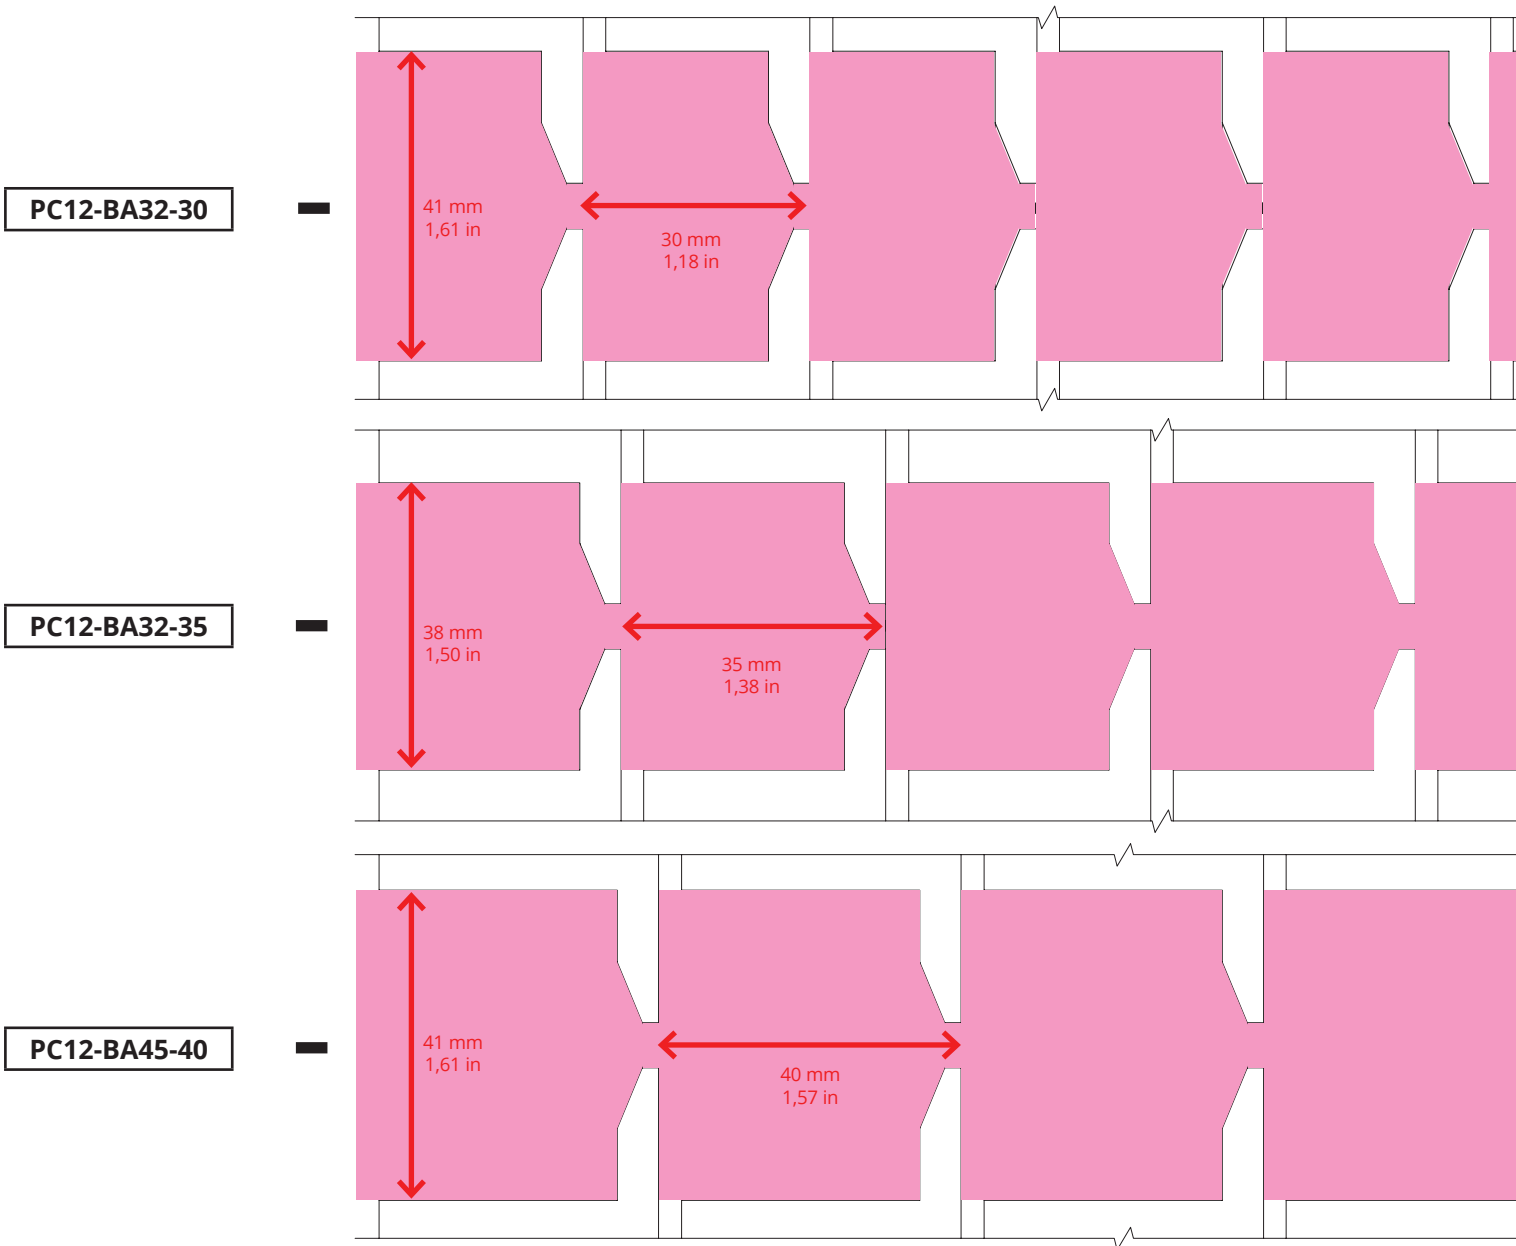 PC12-BA32-30
41 mm
1,61 in
30 mm
1,18 in
PC12-BA32-35
38 mm
1,50 in
35 mm
1,38 in
PC12-BA45-40
41 mm
1,61 in
40 mm
1,57 in